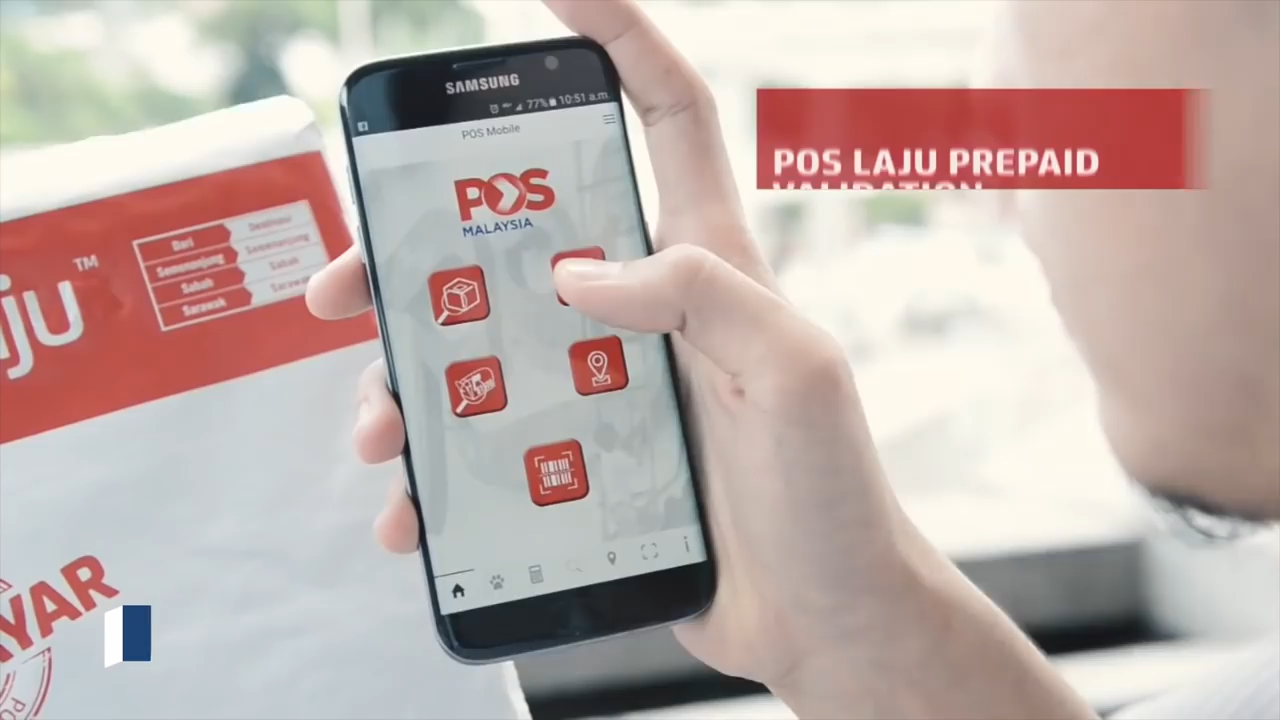 SAMSUNG
77% 10:51 a.m.
POS Mobile
POS
MALAYSIA
POS LAJU PREPAID
VALIDATION
TM
aju
Dari Destinasi
Semenanjung Semenanjung
Sabah Sabah
Sarawak Sarawak
YAR